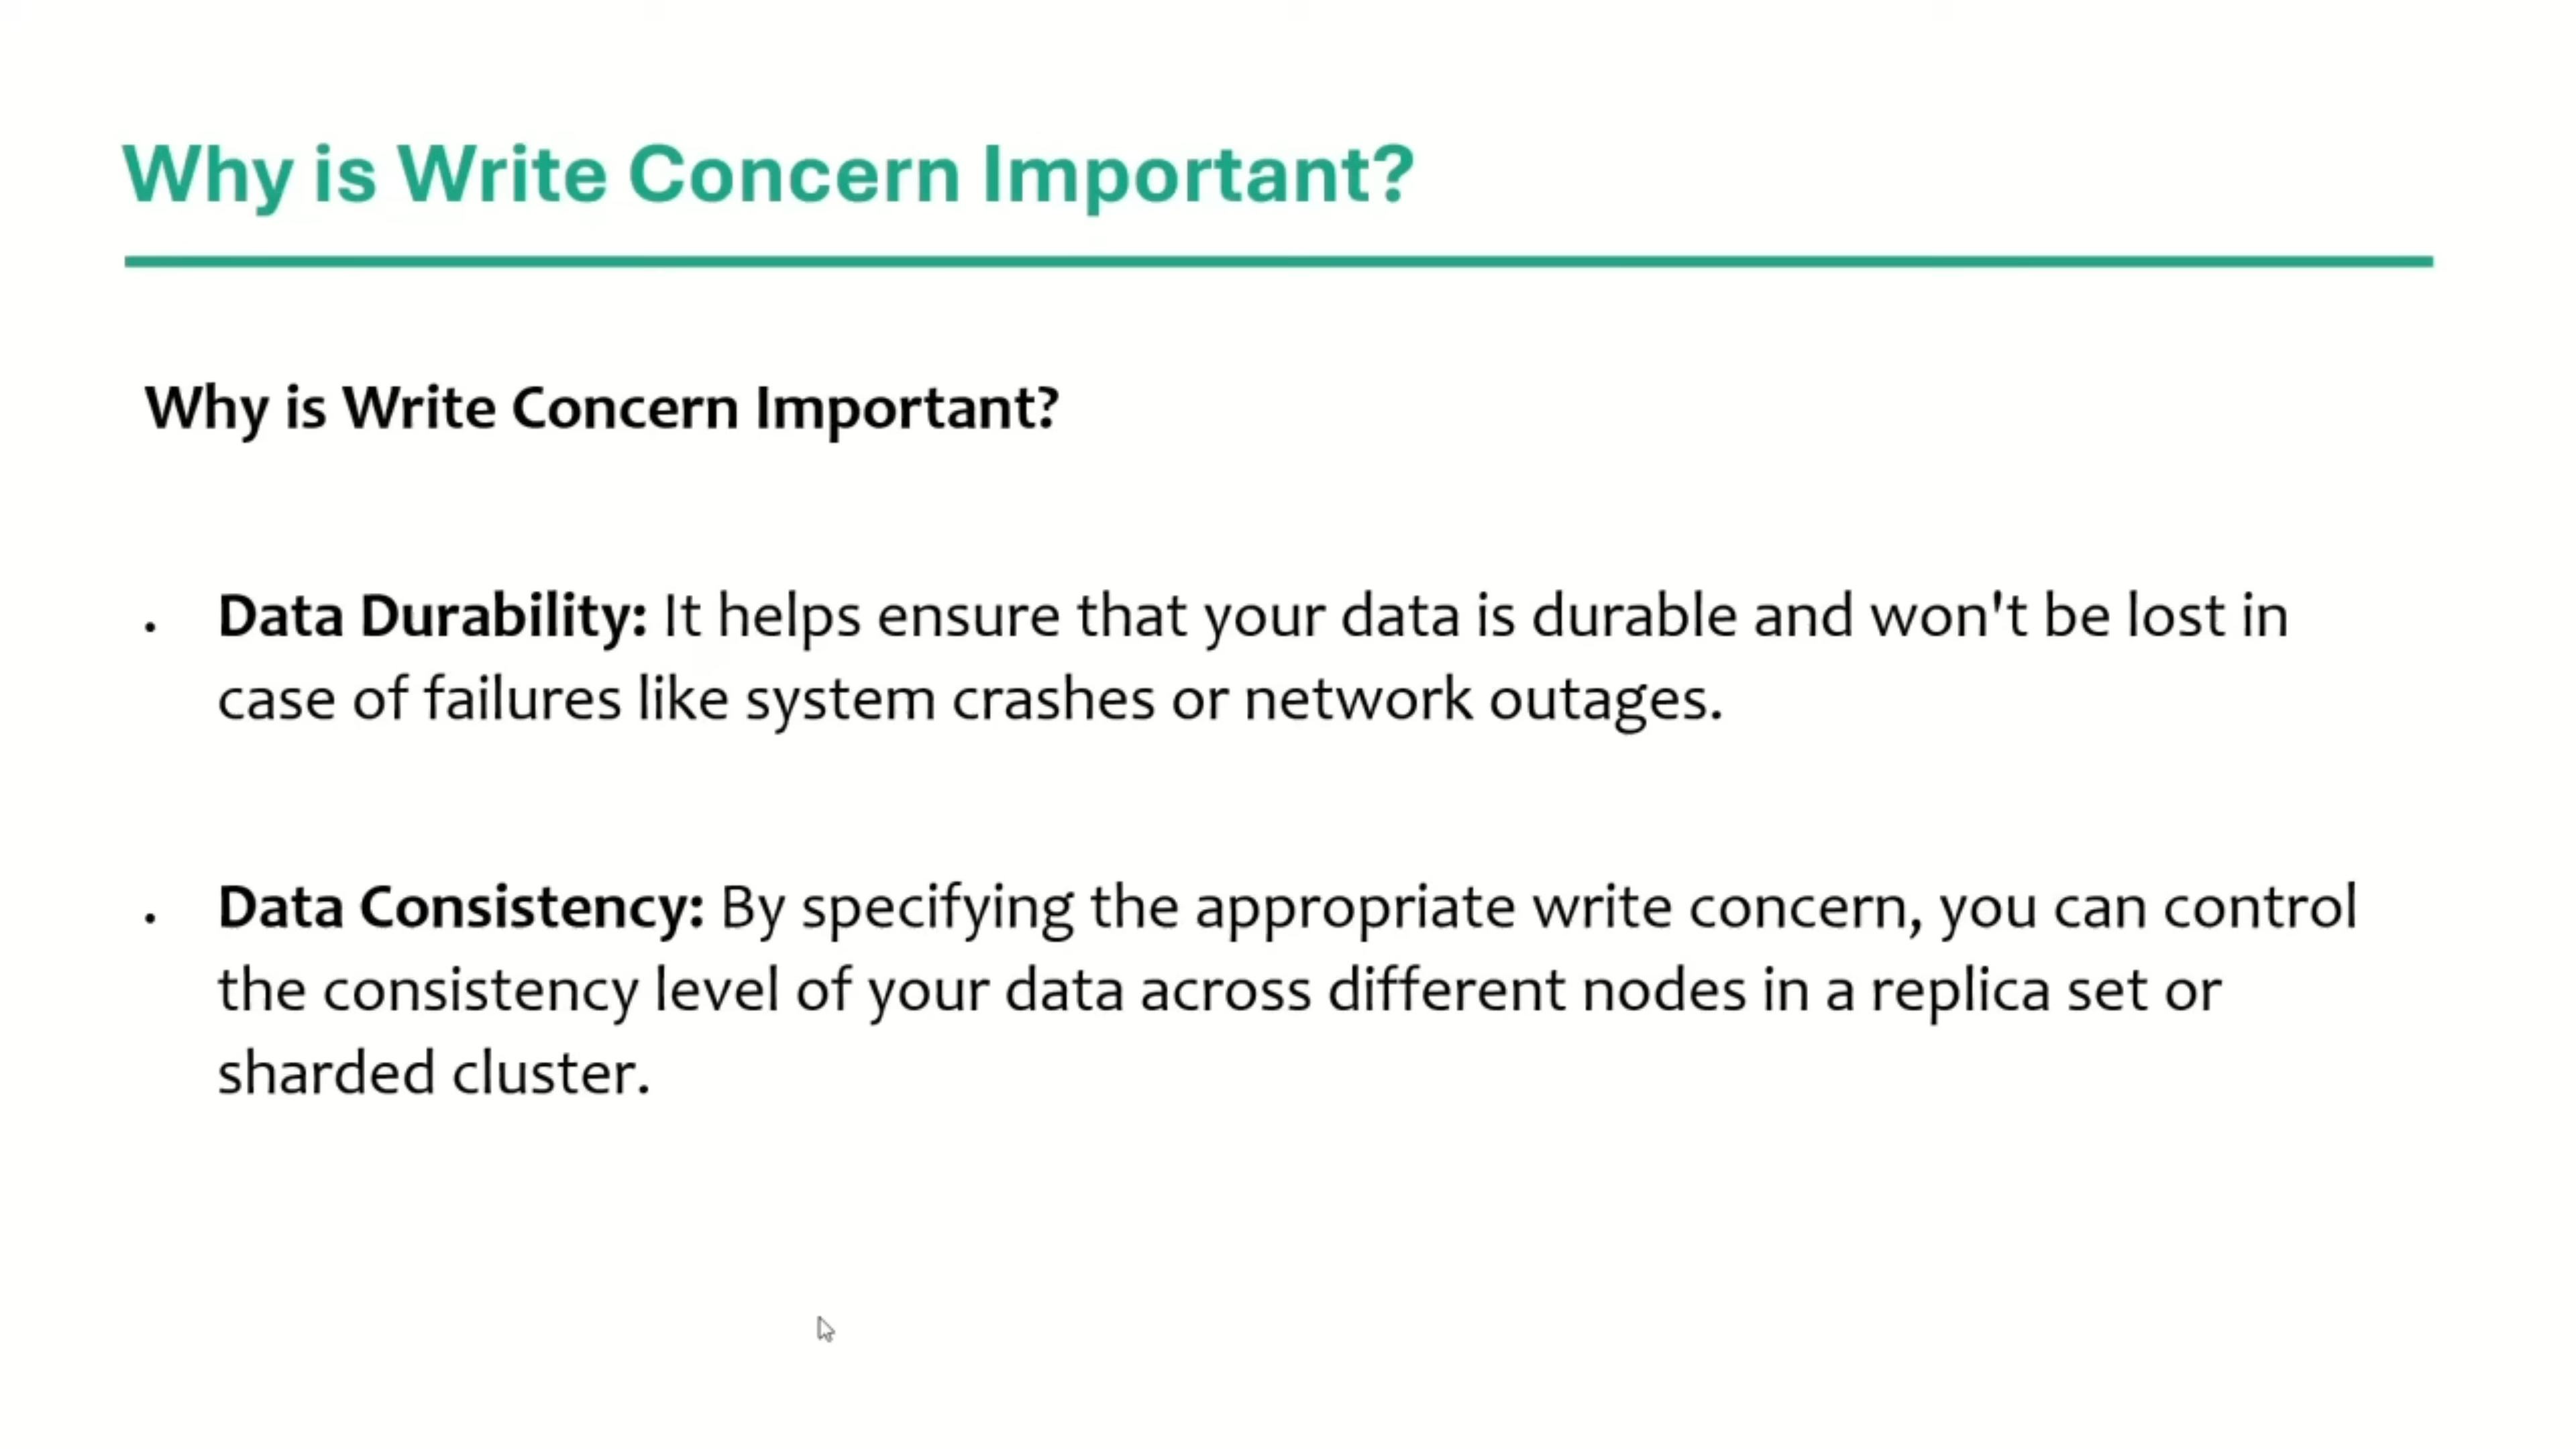 Why is Write Concern Important?
Why is Write Concern Important?
• Data Durability: It helps ensure that your data is durable and won't be lost in
case of failures like system crashes or network outages.
• Data Consistency: By specifying the appropriate write concern, you can control
the consistency level of your data across different nodes in a replica set or
sharded cluster.